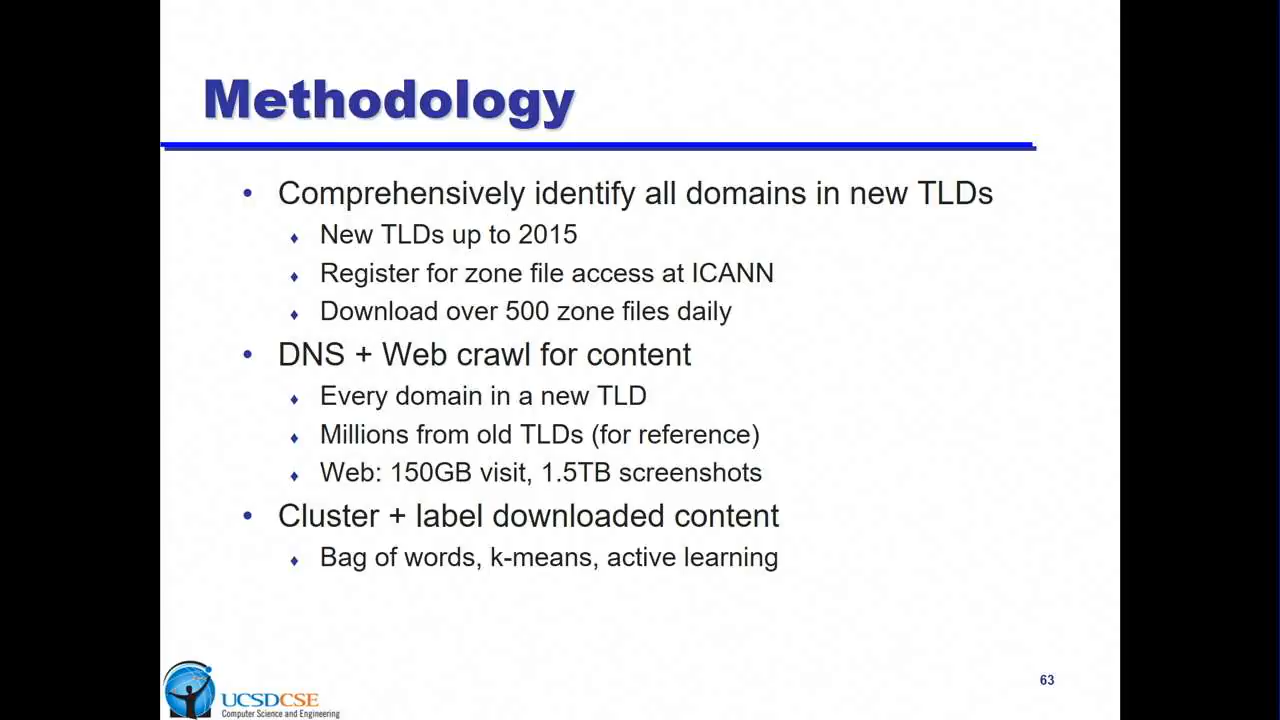 Methodology
• Comprehensively identify all domains in new TLDs
♦ New TLDs up to 2015
♦ Register for zone file access at ICANN
♦ Download over 500 zone files daily
• DNS + Web crawl for content
♦ Every domain in a new TLD
♦ Millions from old TLDs (for reference)
♦ Web: 150GB visit, 1.5TB screenshots
• Cluster + label downloaded content
♦ Bag of words, k-means, active learning
63
UCSDCSE
Computer Science and Engineering